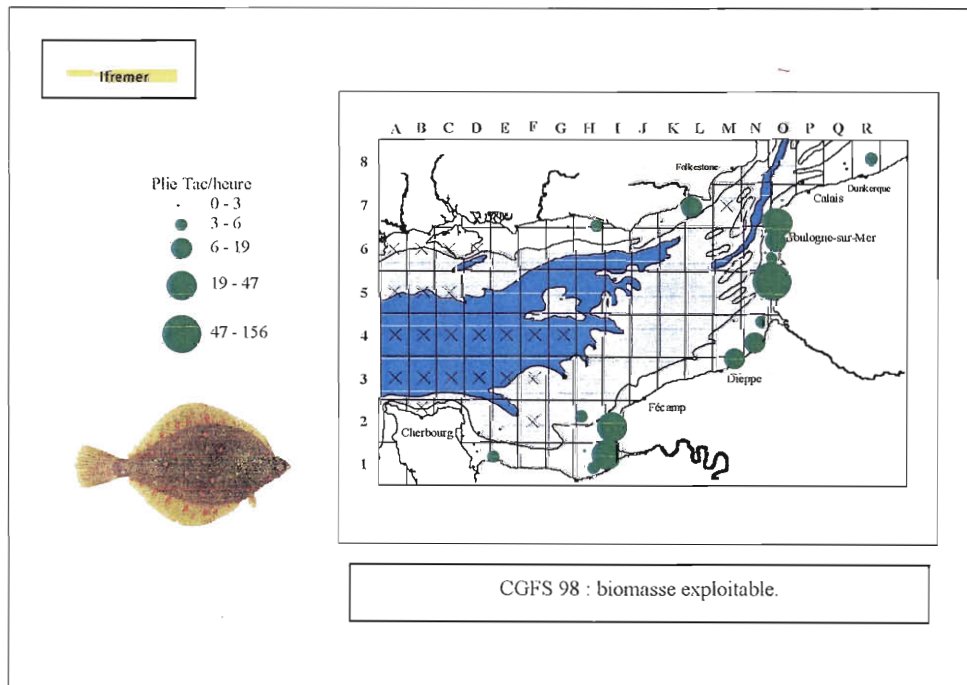 Ifremer
A B C D E F G H I J K L M N O P Q R
8
7
6
5
4
3
2
1
Folkestone
Dunkerque
Calais
Boulogne-sur-Mer
Dieppe
Fécamp
Cherbourg
Plie Tac/heure
0 - 3
3 - 6
6 - 19
19 - 47
47 - 156
CGFS 98 : biomasse exploitable.